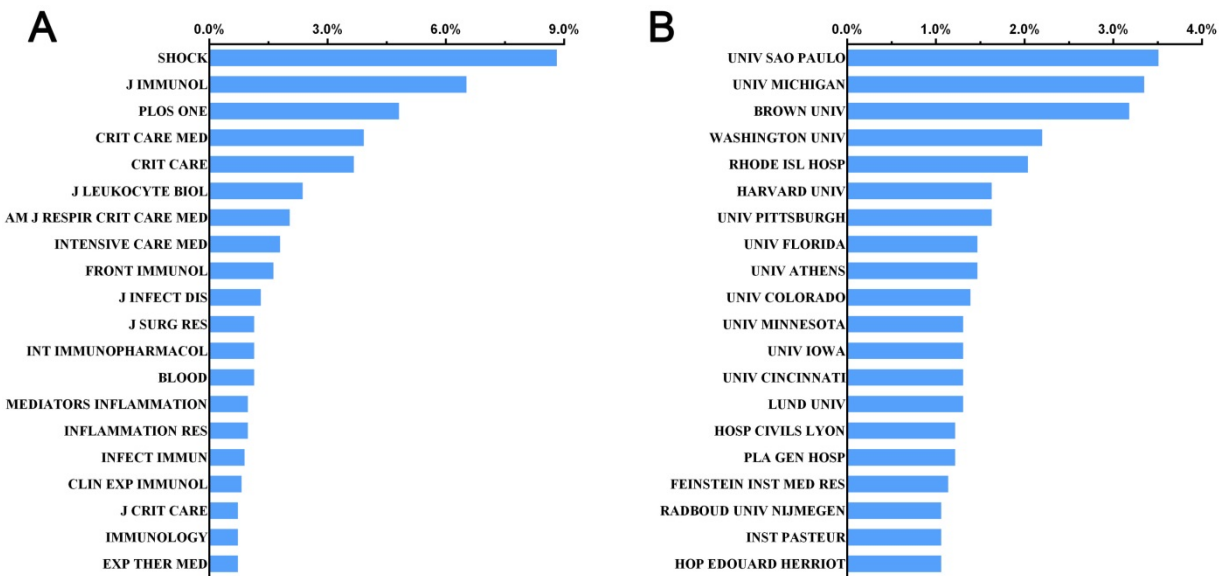 A
0.0% 3.0% 6.0% 9.0%
SHOCK
J IMMUNOL
PLOS ONE
CRIT CARE MED
CRIT CARE
J LEUKOCYTE BIOL
AM J RESPIR CRIT CARE MED
INTENSIVE CARE MED
FRONT IMMUNOL
J INFECT DIS
J SURG RES
INT IMMUNOPHARMACOL
BLOOD
MEDIATORS INFLAMMATION
INFLAMMATION RES
INFECT IMMUN
CLIN EXP IMMUNOL
J CRIT CARE
IMMUNOLOGY
EXP THER MED
B
0.0% 1.0% 2.0% 3.0% 4.0%
UNIV SAO PAULO
UNIV MICHIGAN
BROWN UNIV
WASHINGTON UNIV
RHODE ISL HOSP
HARVARD UNIV
UNIV PITTSBURGH
UNIV FLORIDA
UNIV ATHENS
UNIV COLORADO
UNIV MINNESOTA
UNIV IOWA
UNIV CINCINNATI
LUND UNIV
HOSP CIVILS LYON
PLA GEN HOSP
FEINSTEIN INST MED RES
RADBOUD UNIV NIJMEGEN
INST PASTEUR
HOP EDOUARD HERRIOT